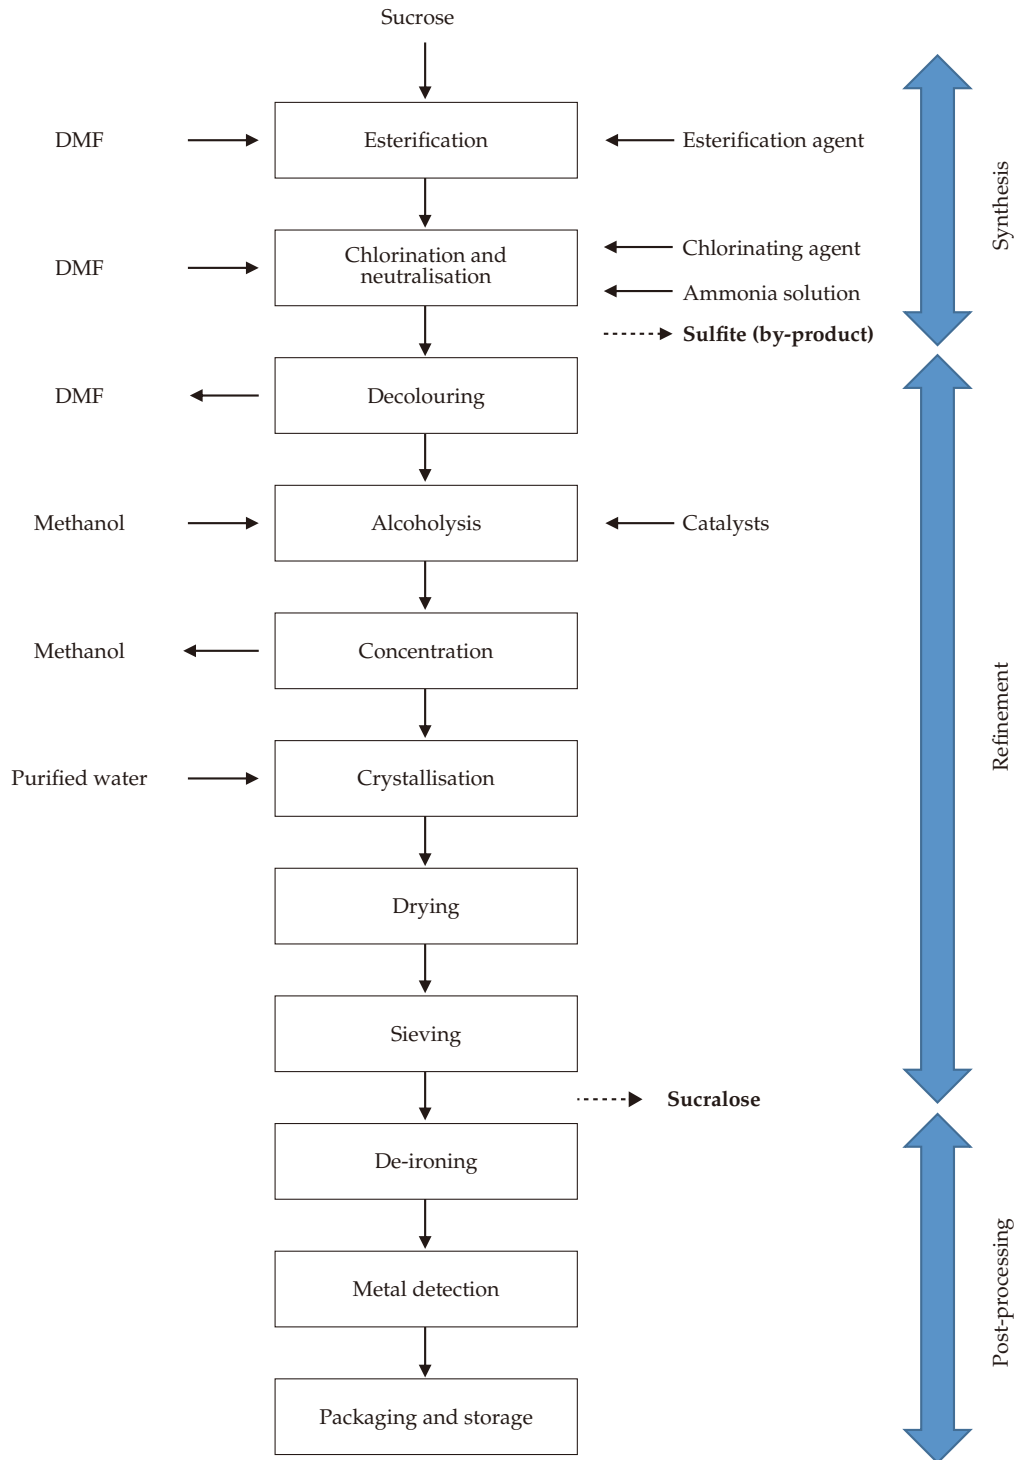 Sucrose
DMF
Esterification
Esterification agent
DMF
Chlorination and
neutralisation
Chlorinating agent
Ammonia solution
Sulfite (by-product)
Synthesis
DMF
Decolouring
Methanol
Alcoholysis
Catalysts
Methanol
Concentration
Purified water
Crystallisation
Drying
Sieving
Refinement
Sucralose
De-ironing
Metal detection
Packaging and storage
Post-processing